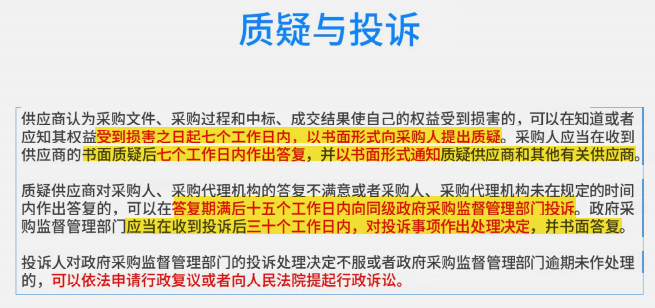 质疑与投诉
供应商认为采购文件、采购过程和中标、成交结果使自己的权益受到损害的，可以在知道或者
应知其权益受到损害之日起七个工作日内，以书面形式向采购人提出质疑。采购人应当在收到
供应商的书面质疑后七个工作日内作出答复，并以书面形式通知质疑供应商和其他有关供应商。
质疑供应商对采购人、采购代理机构的答复不满意或者采购人、采购代理机构未在规定的时间
内作出答复的，可以在答复期满后十五个工作日内向同级政府采购监督管理部门投诉。政府采
购监督管理部门应当在收到投诉后三十个工作日内，对投诉事项作出处理决定，并书面答复。
投诉人对政府采购监督管理部门的投诉处理决定不服或者政府采购监督管理部门逾期未作处理
的，可以依法申请行政复议或者向人民法院提起行政诉讼。